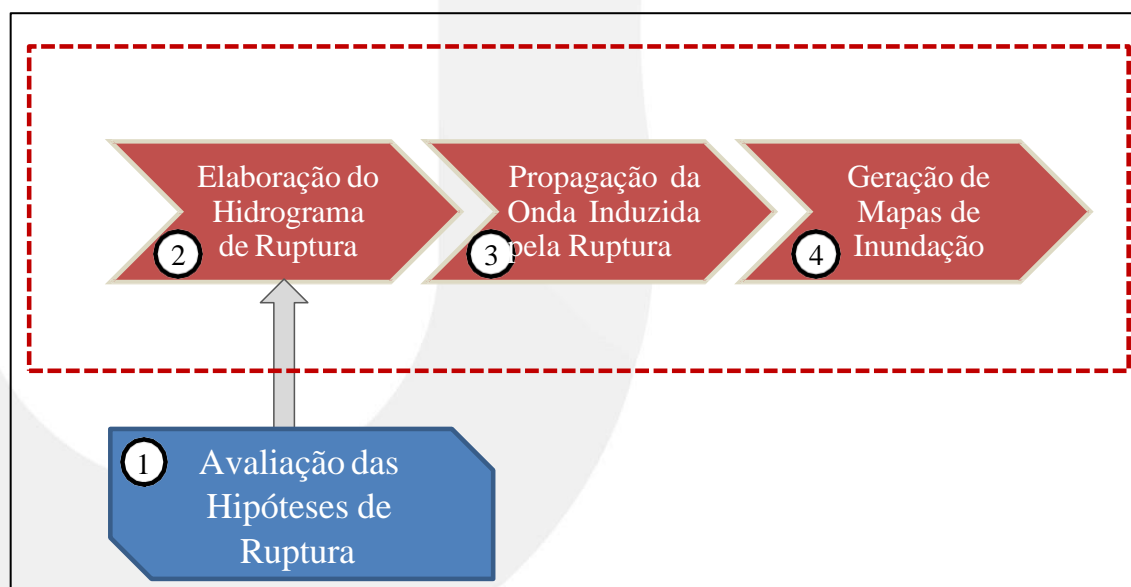 Elaboração do
Hidrograma
de Ruptura
2
Propagação da
Onda Induzida
pela Ruptura
3
Geração de
Mapas de
Inundação
4
1
Avaliação das
Hipóteses de
Ruptura